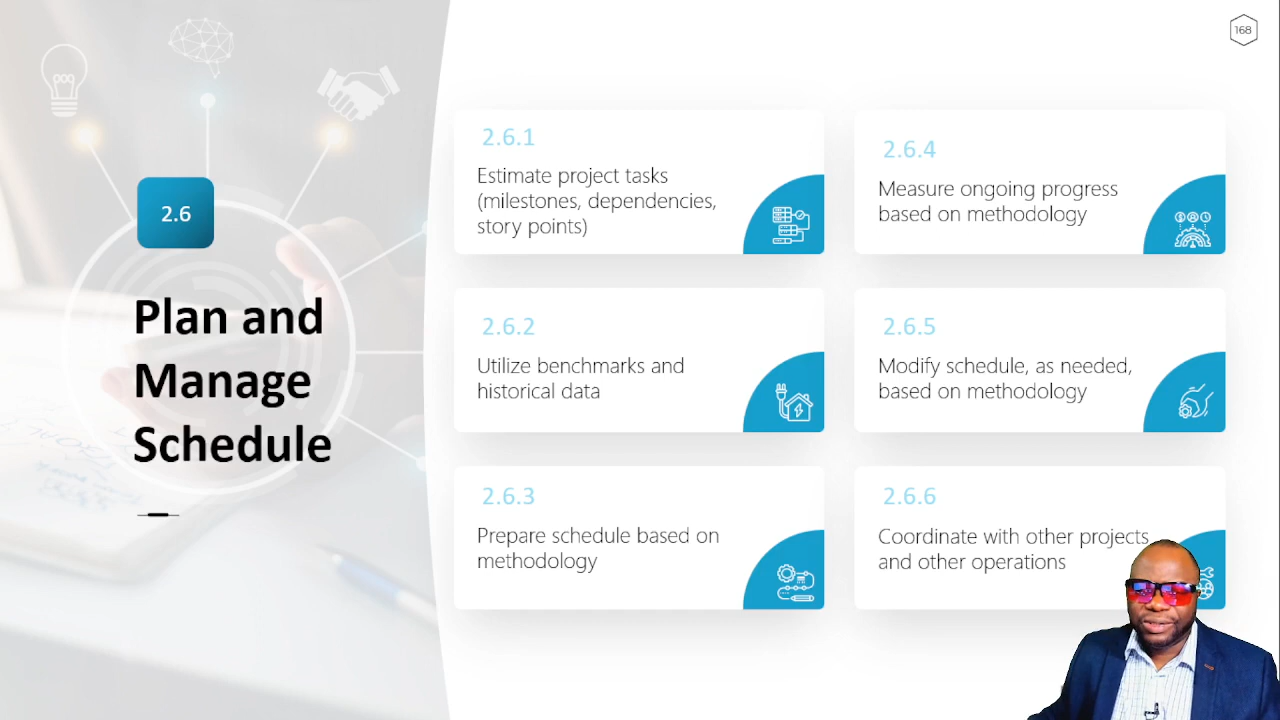 168
2.6
Plan and
Manage
Schedule
2.6.1
Estimate project tasks
(milestones, dependencies,
story points)
2.6.2
Utilize benchmarks and
historical data
2.6.3
Prepare schedule based on
methodology
2.6.4
Measure ongoing progress
based on methodology
2.6.5
Modify schedule, as needed,
based on methodology
2.6.6
Coordinate with other projects
and other operations